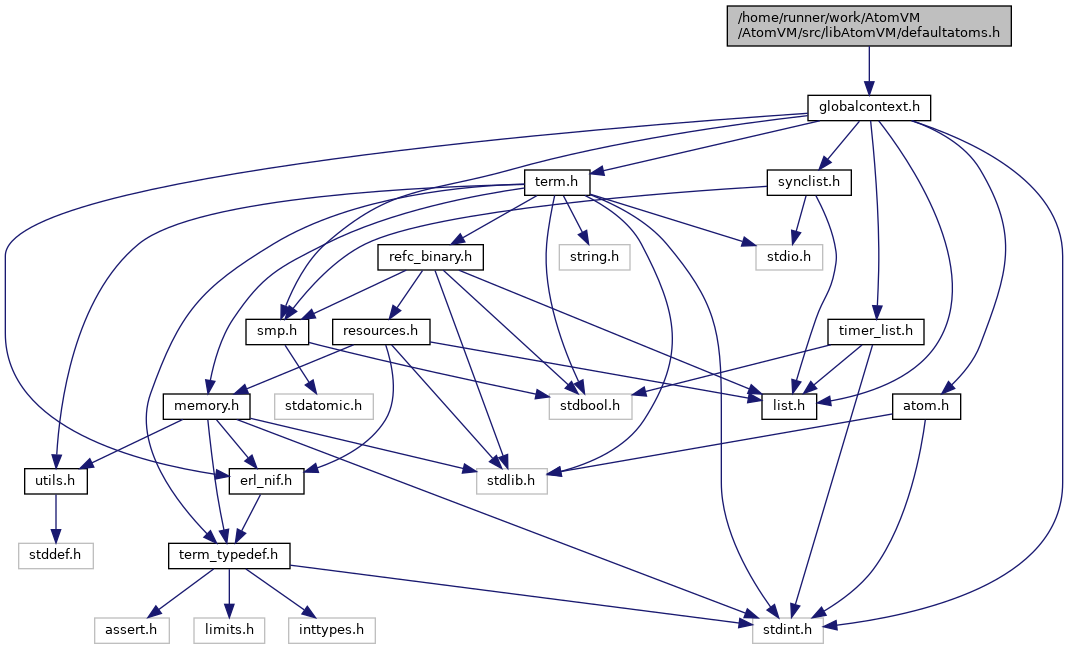 /home/runner/work/AtomVM
/AtomVM/src/libAtomVM/defaultatoms.h
globalcontext.h
term.h
synclist.h
refc_binary.h
string.h
stdio.h
smp.h
resources.h
timer_list.h
memory.h
stdatomic.h
stdbool.h
list.h
atom.h
utils.h
erl_nif.h
stdlib.h
stddef.h
term_typedef.h
assert.h
limits.h
inttypes.h
stdint.h